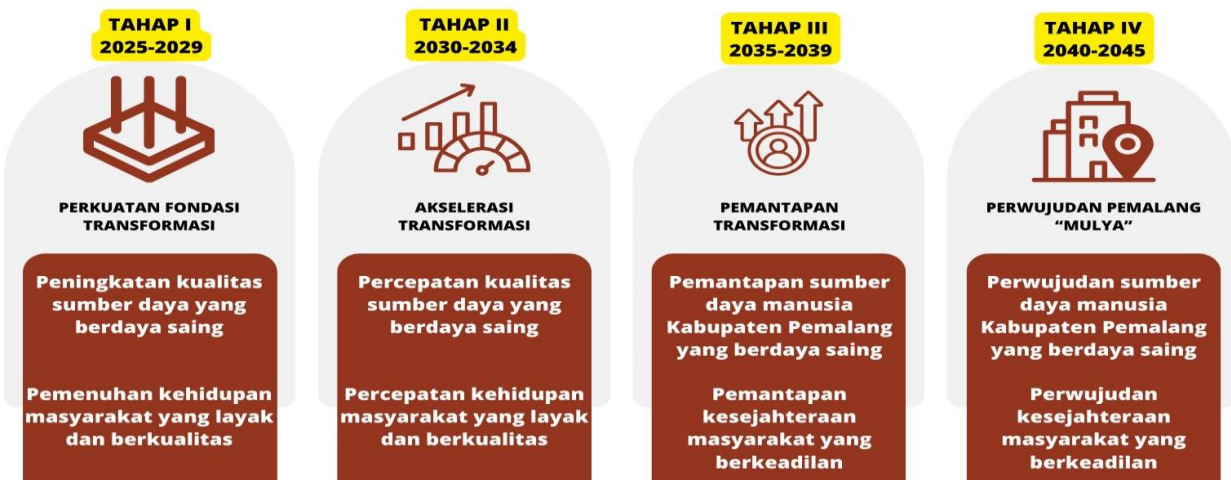 TAHAP I
2025-2029
PERKUATAN FONDASI
TRANSFORMASI
Peningkatan kualitas
sumber daya yang
berdaya saing
Pemenuhan kehidupan
masyarakat yang layak
dan berkualitas
TAHAP II
2030-2034
AKSELERASI
TRANSFORMASI
Percepatan kualitas
sumber daya yang
berdaya saing
Percepatan kehidupan
masyarakat yang layak
dan berkualitas
TAHAP III
2035-2039
PEMANTAPAN
TRANSFORMASI
Pemantapan sumber
daya manusia
Kabupaten Pemalang
yang berdaya saing
Pemantapan
kesejahteraan
masyarakat yang
berkeadilan
TAHAP IV
2040-2045
PERWUJUDAN PEMALANG
“MULYA”
Perwujudan sumber
daya manusia
Kabupaten Pemalang
yang berdaya saing
Perwujudan
kesejahteraan
masyarakat yang
berkeadilan